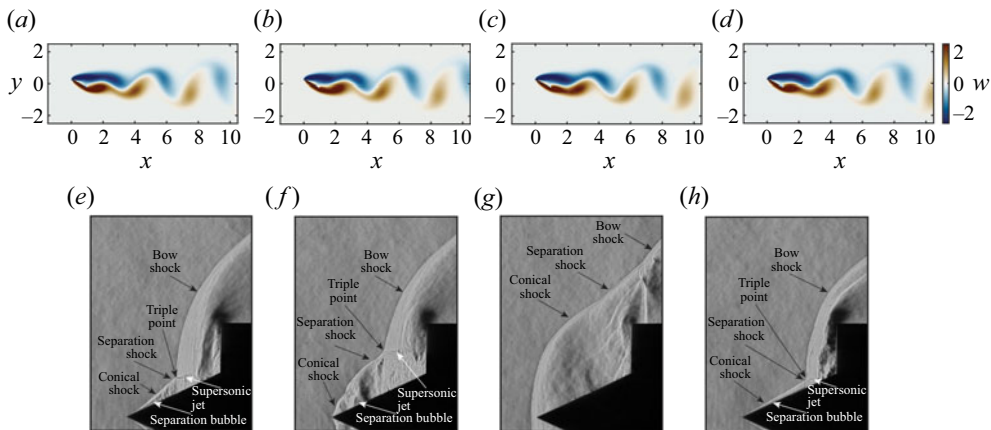 (a)
(b)
(c)
(d)
2
0
–2
y
0 2 4 6 8 10
x
2
0
–2
0 2 4 6 8 10
x
2
0
–2
0 2 4 6 8 10
x
2
0
–2
0 2 4 6 8 10
x
2
0
–2
w
(e)
Bow
shock
Triple
point
Separation
shock
Conical
shock
Supersonic
jet
Separation bubble
(f)
Bow
shock
Triple
point
Separation
shock
Conical
shock
Supersonic
jet
Separation bubble
(g)
Bow
shock
Separation
shock
Conical
shock
(h)
Bow
shock
Triple
point
Separation
shock
Conical
shock
Supersonic
jet
Separation bubble